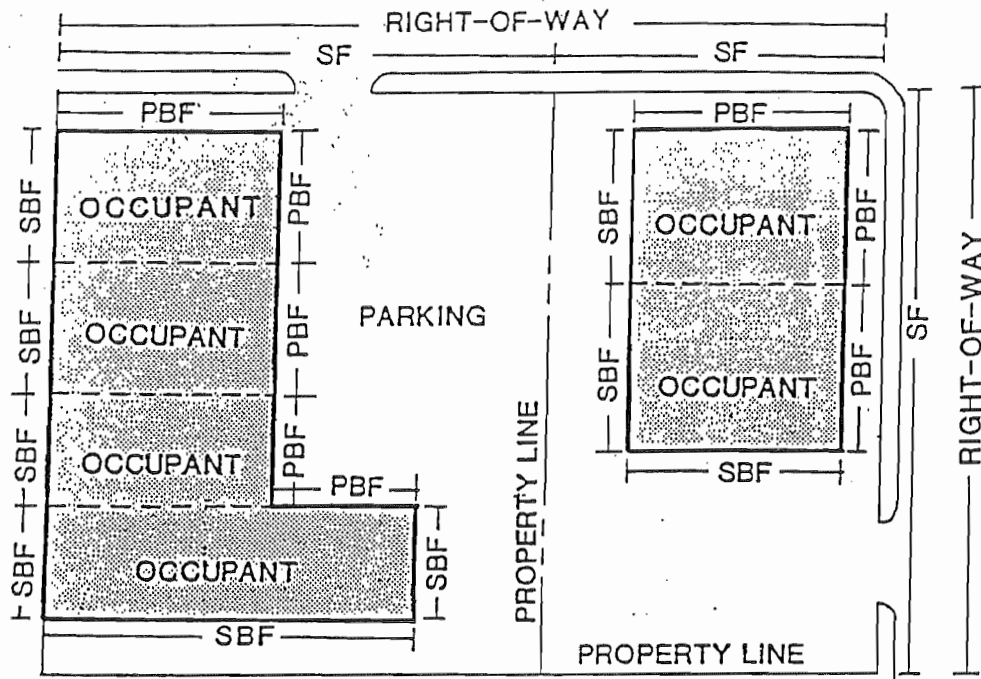 RIGHT-OF-WAY
SF SF
PBF PBF
SBF OCCUPANT PBF
SBF OCCUPANT PBF
SF RIGHT-OF-WAY
SBF OCCUPANT PBF
PARKING
SBF OCCUPANT PBF
SBF OCCUPANT PBF
PBF
SBF
PROPERTY LINE
SBF OCCUPANT SBF
SBF
PROPERTY LINE